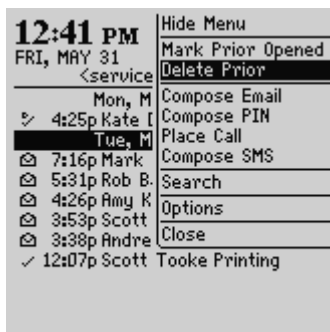 12:41 PM
FRI, MAY 31
<service
Mon, M
4:25p Kate
Tue, M
7:16p Mark
5:31p Rob B.
4:26p Amy K
3:53p Scott
3:38p Andre
12:07p Scott Tooke Printing
Hide Menu
Mark Prior Opened
Delete Prior
Compose Email
Compose PIN
Place Call
Compose SMS
Search
Options
Close